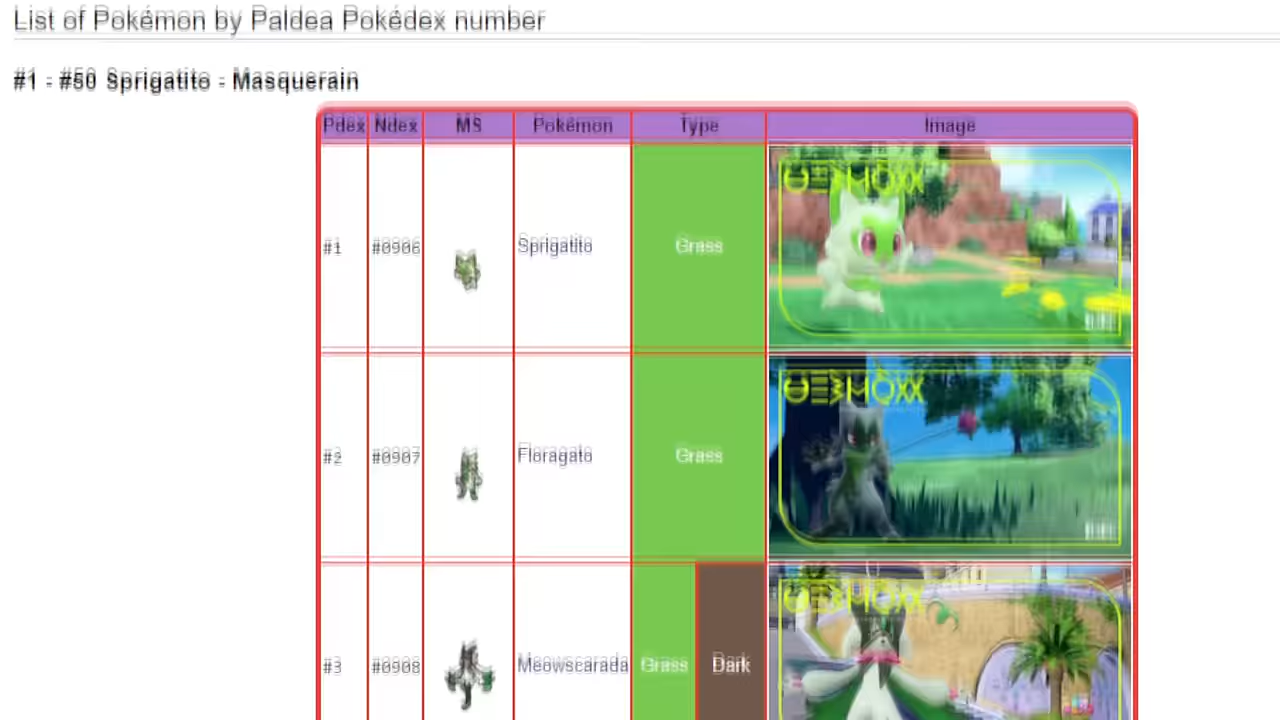 List of Pokémon by Paldea Pokédex number
#1 - #50 Sprigatito - Masquerain
Pdex Ndex MS Pokémon Type Image
#1 #0906 Sprigatito Grass
#2 #0907 Floragato Grass
#3 #0908 Meowscarada Grass Dark